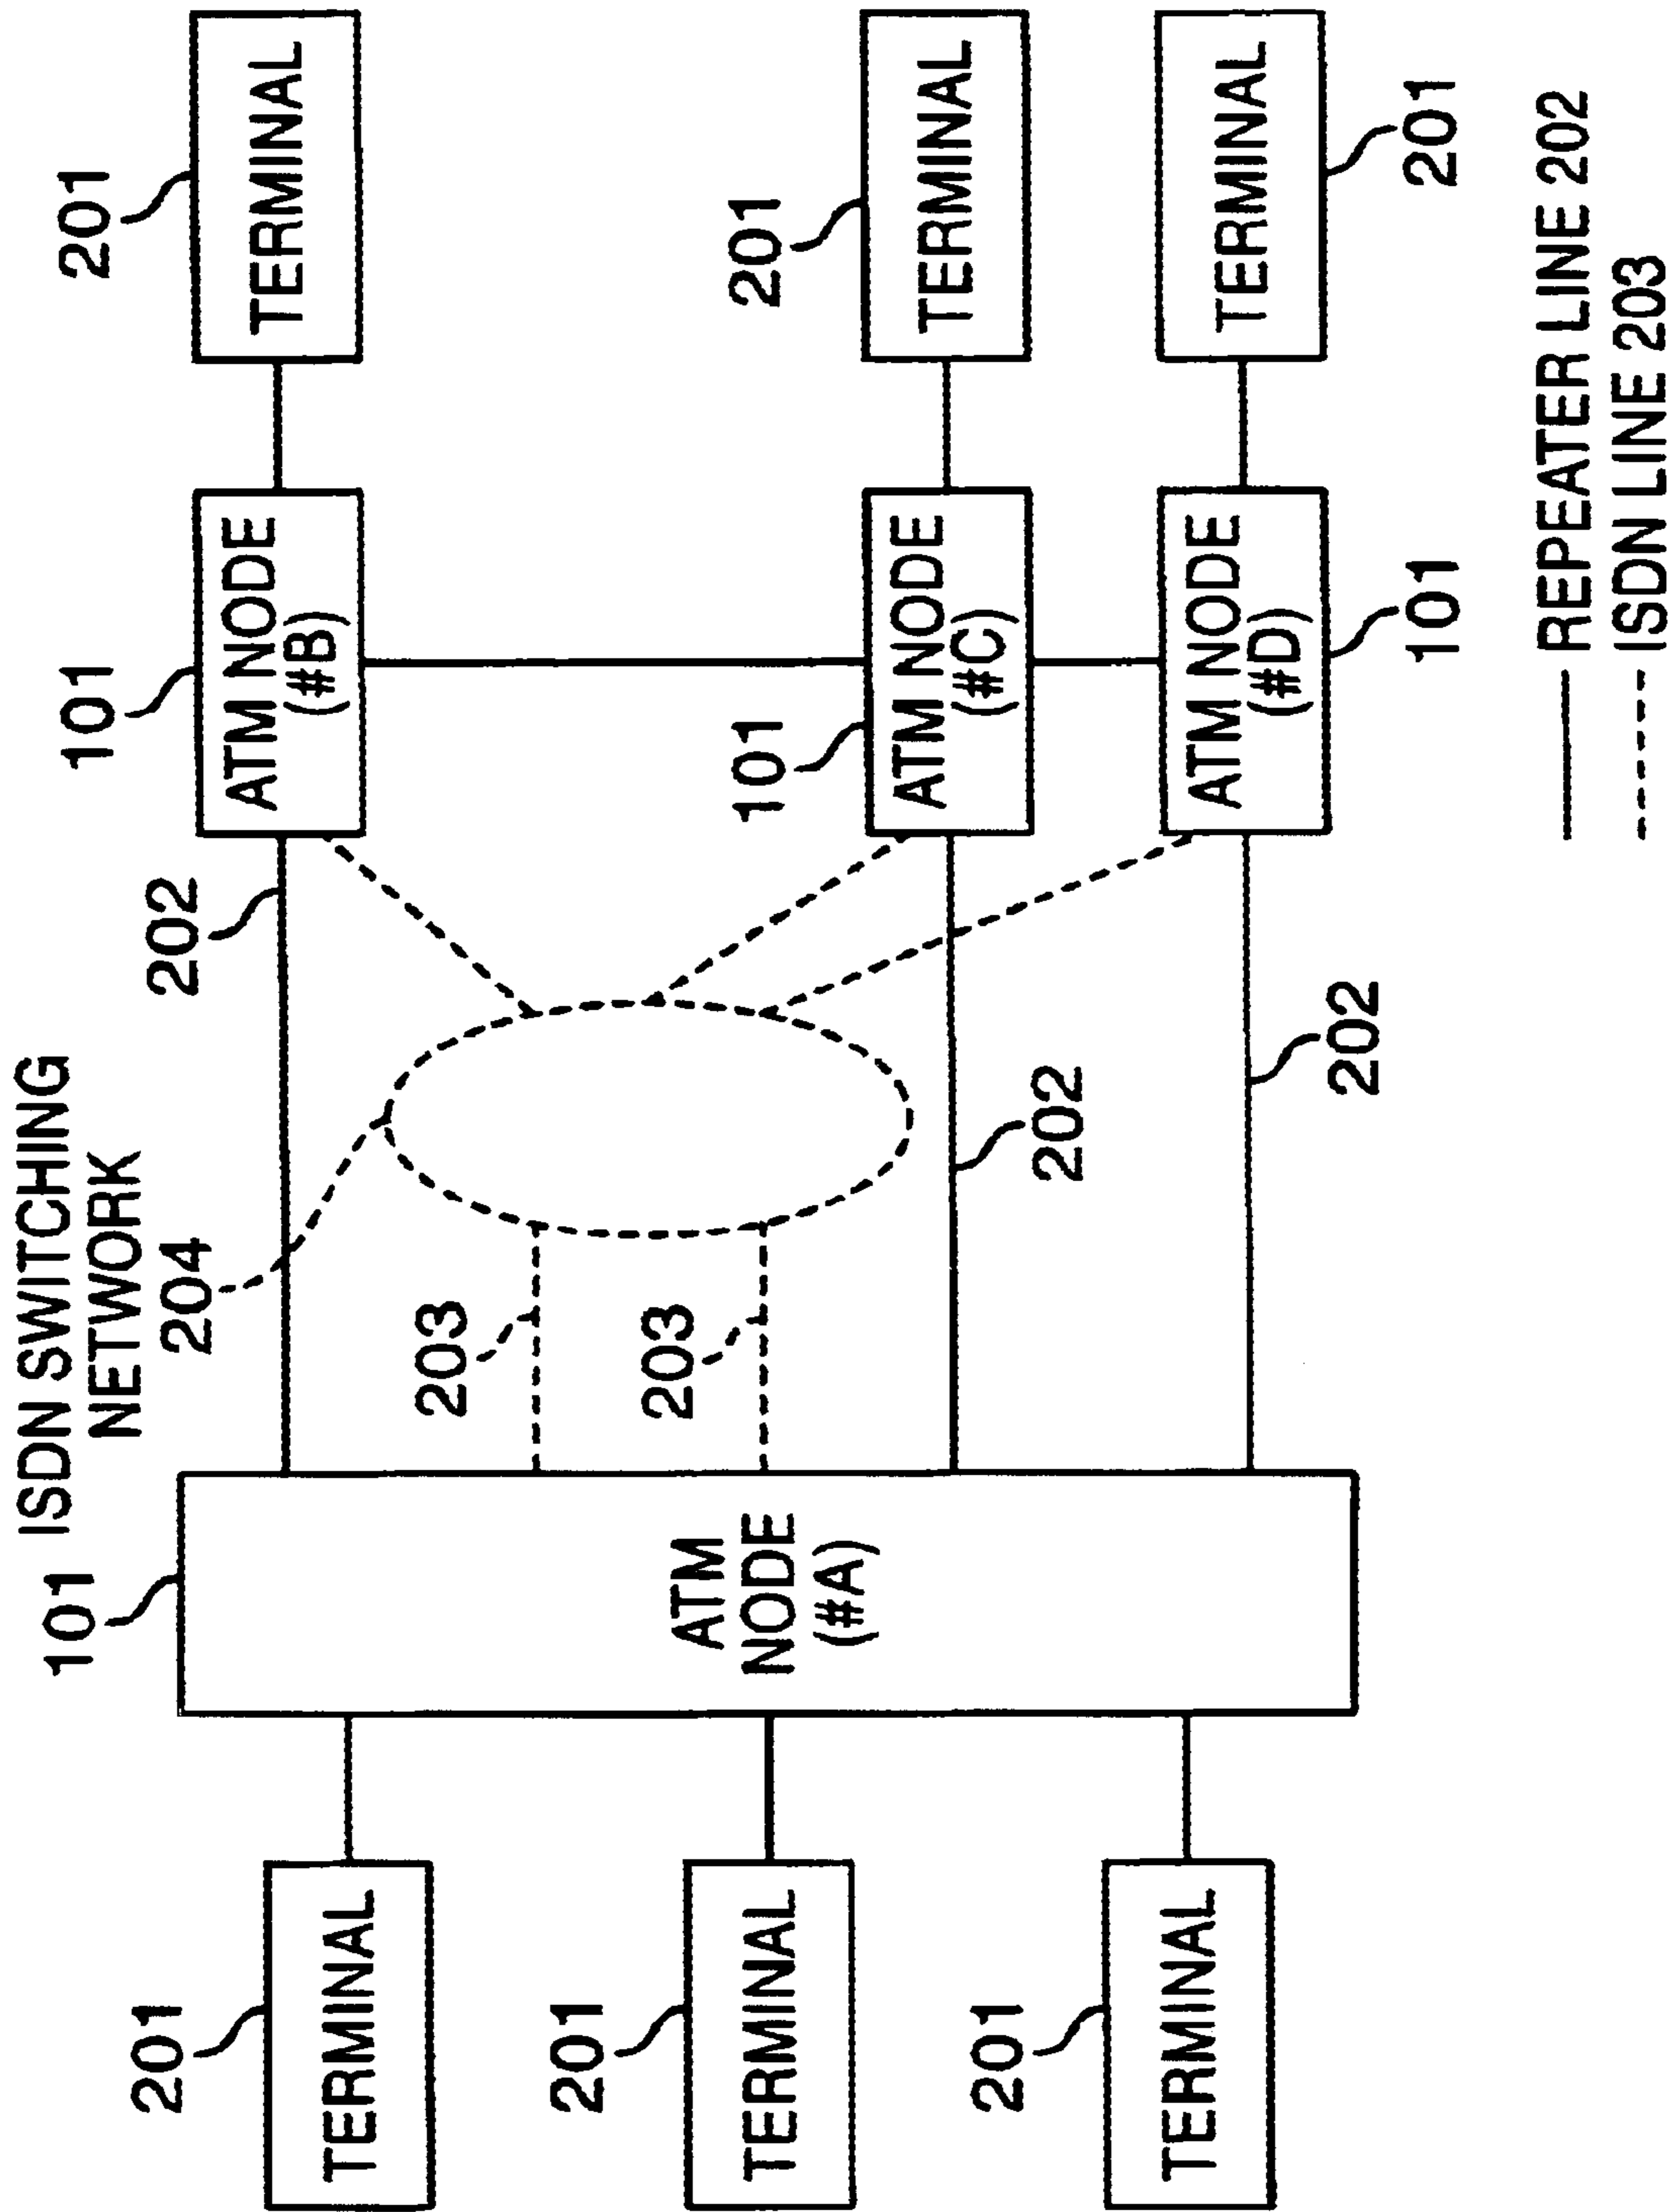 ISDN SWITCHING
NETWORK
204
101
202
101
201
TERMINAL
201
ATM NODE
(#B)
TERMINAL
203
203
201
TERMINAL
ATM
NODE
(#A)
101
ATM NODE
(#C)
201
TERMINAL
202
201
TERMINAL
ATM NODE
(#D)
TERMINAL
202
101
201
REPEATER LINE 202
ISDN LINE 203